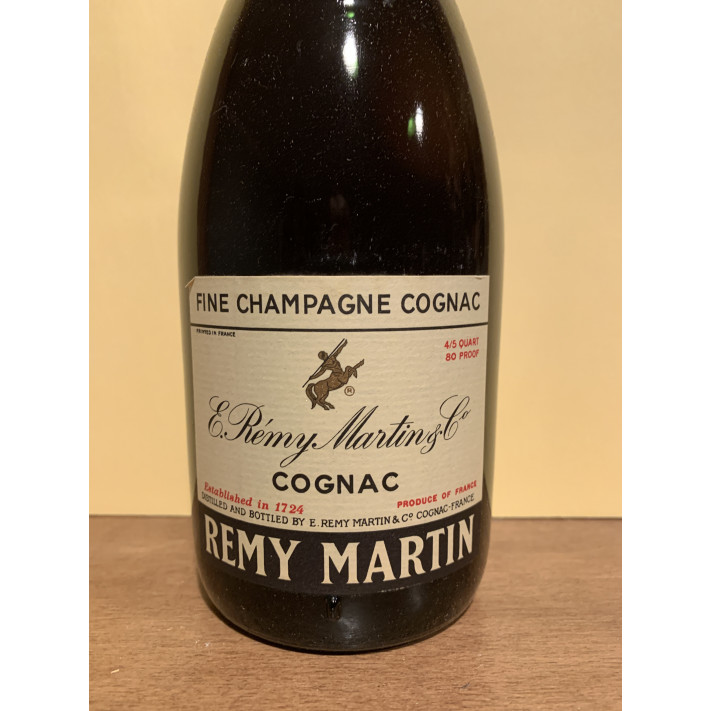 FINE CHAMPAGNE COGNAC
PRINTED IN FRANCE
4/5 QUART
80 PROOF
®
E. Rémy Martin & Co
COGNAC
Established in 1724
PRODUCE OF FRANCE
DISTILLED AND BOTTLED BY E. REMY MARTIN & Co COGNAC-FRANCE
REMY MARTIN